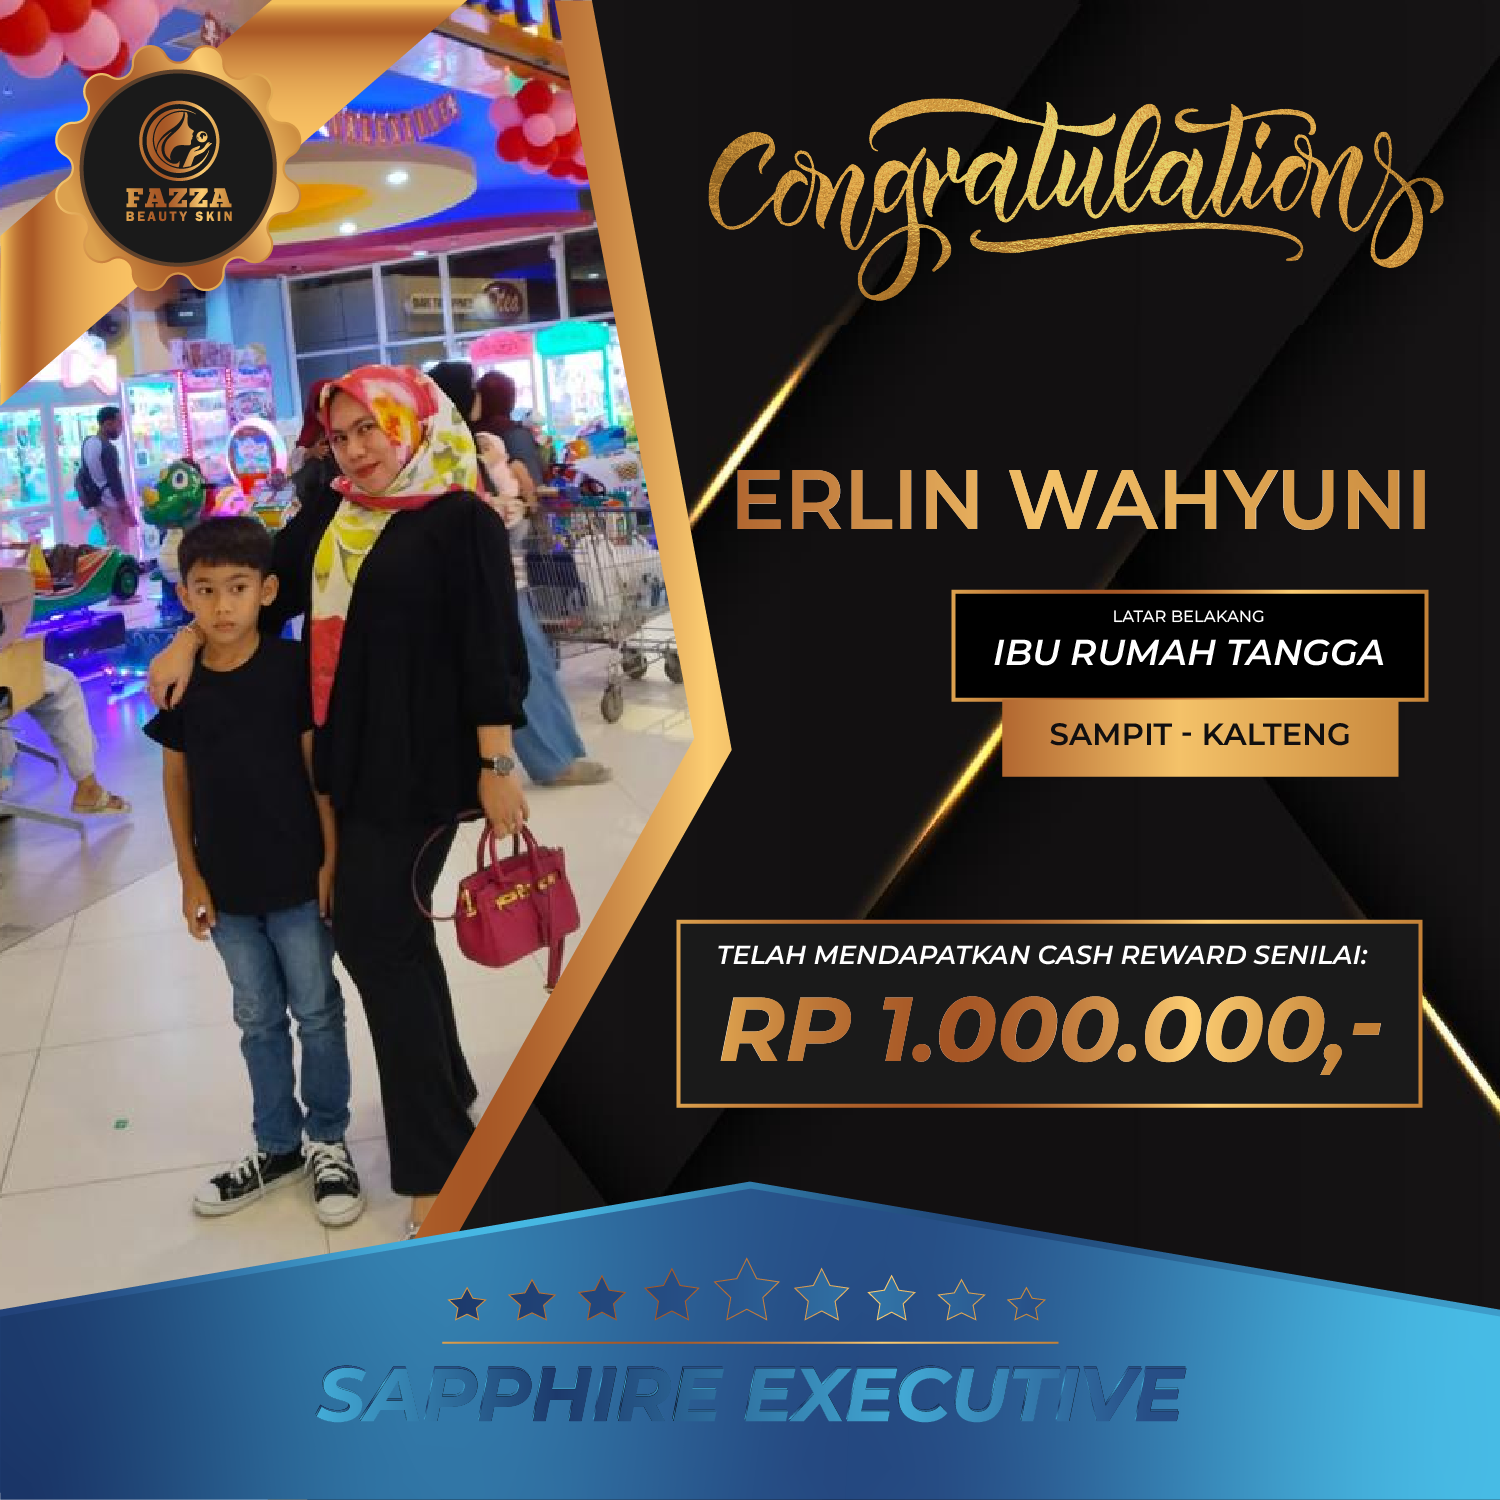 FAZZA
BEAUTY SKIN
Congratulations
ERLIN WAHYUNI
LATAR BELAKANG
IBU RUMAH TANGGA
SAMPIT - KALTENG
TELAH MENDAPATKAN CASH REWARD SENILAI:
RP 1.000.000,-
SAPPHIRE EXECUTIVE